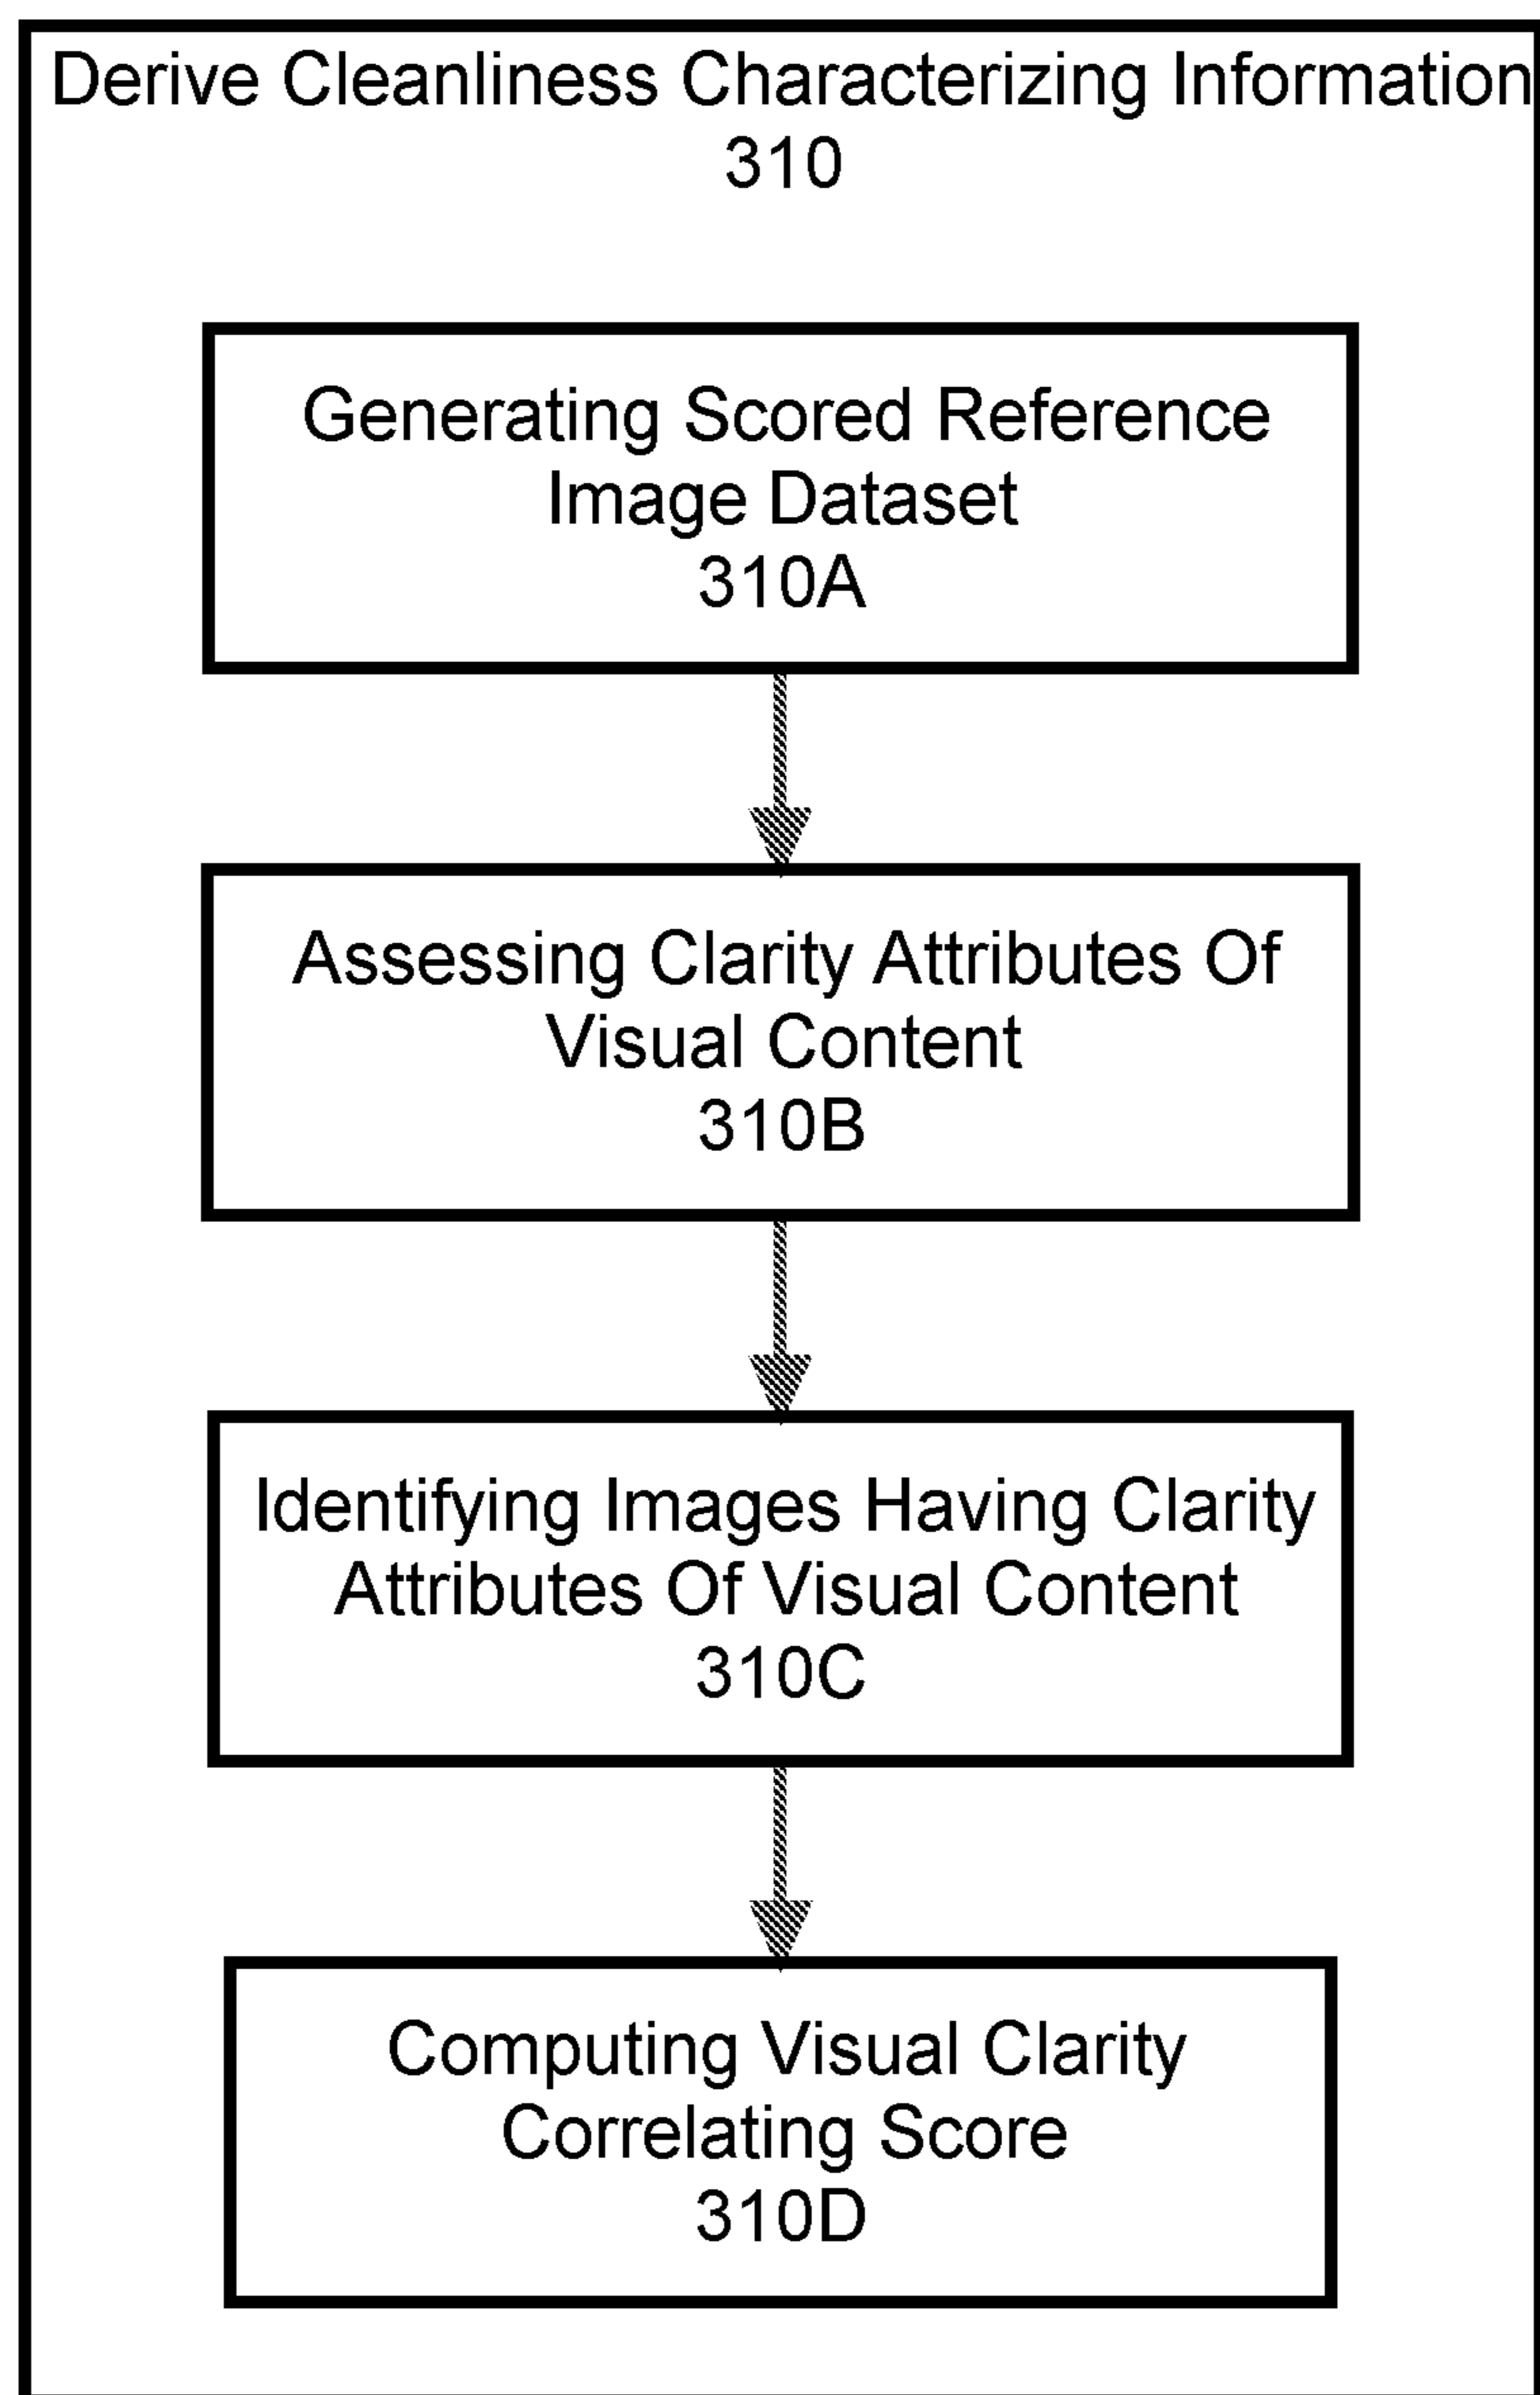 Derive Cleanliness Characterizing Information
310
Generating Scored Reference
Image Dataset
310A
Assessing Clarity Attributes Of
Visual Content
310B
Identifying Images Having Clarity
Attributes Of Visual Content
310C
Computing Visual Clarity
Correlating Score
310D